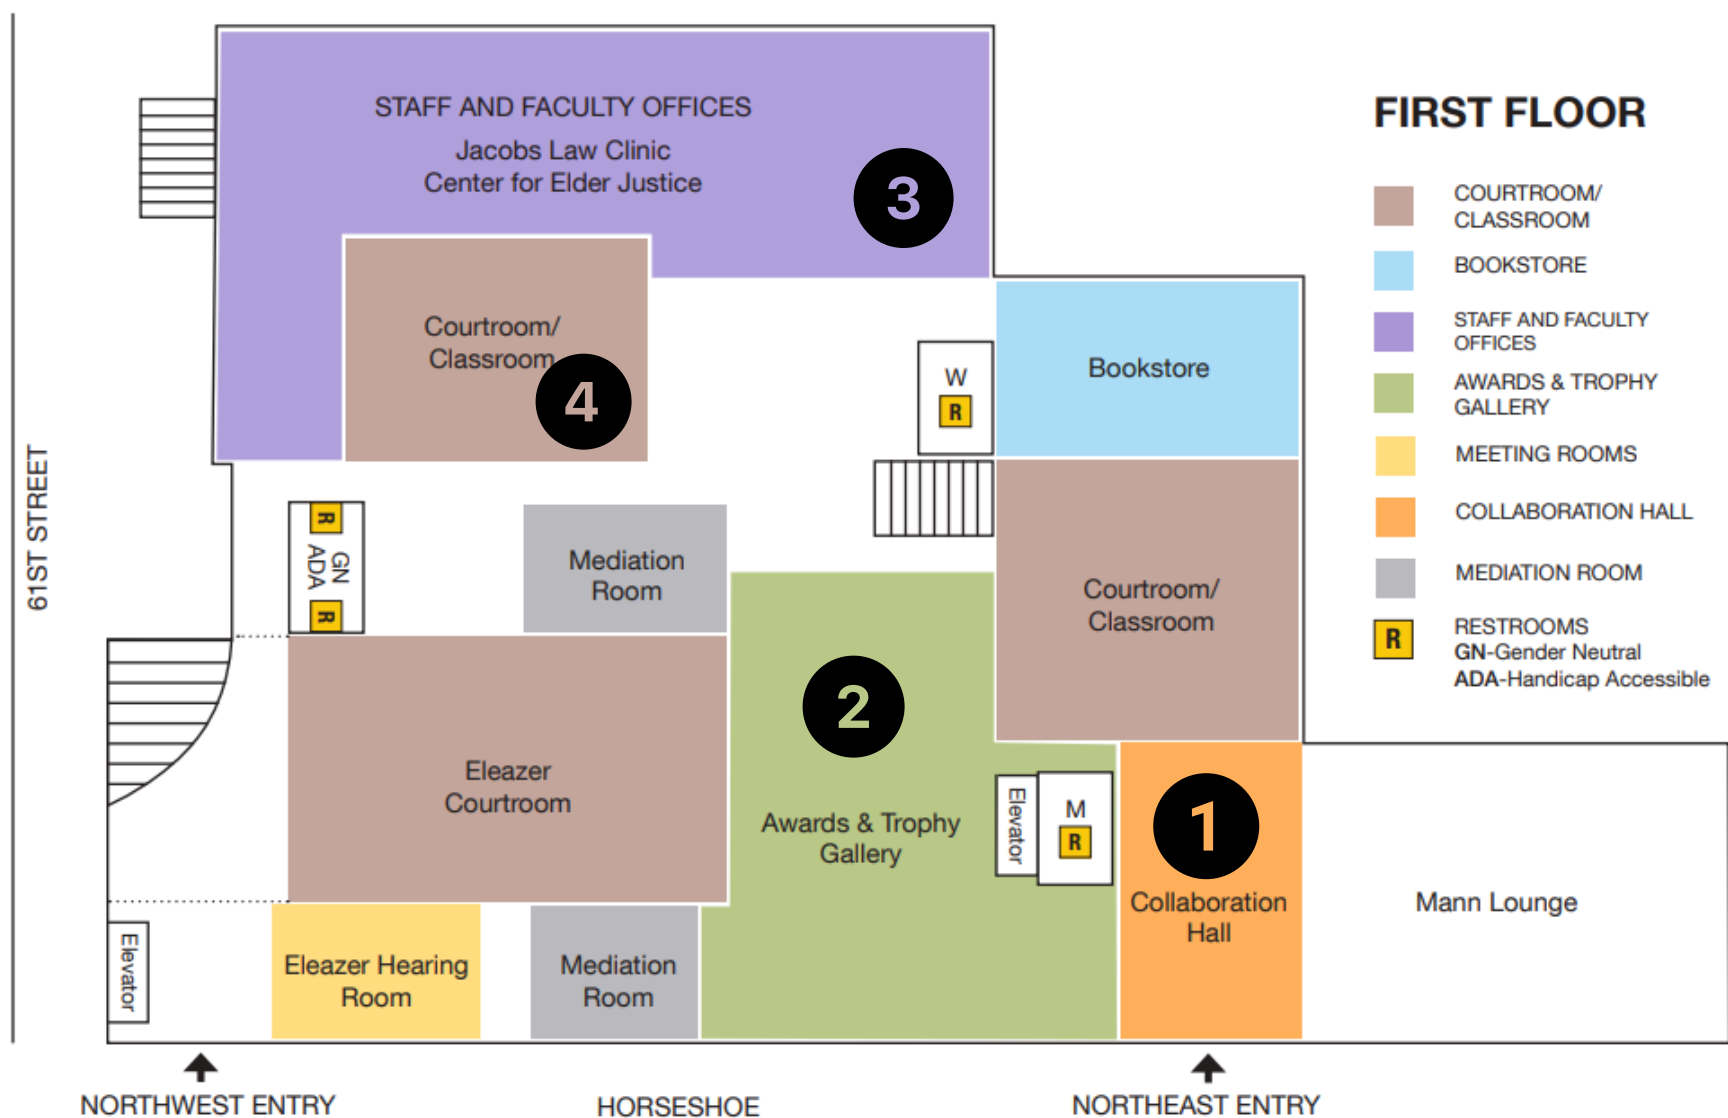 FIRST FLOOR
STAFF AND FACULTY OFFICES
Jacobs Law Clinic
Center for Elder Justice
3
Courtroom/
Classroom
4
W
R
Bookstore
61ST STREET
R
GN
ADA
R
Mediation
Room
Courtroom/
Classroom
2
Eleazer
Courtroom
Awards & Trophy
Gallery
Elevator
M
R
1
Collaboration
Hall
Mann Lounge
Elevator
Eleazer Hearing
Room
Mediation
Room
NORTHWEST ENTRY
HORSESHOE
NORTHEAST ENTRY
COURTROOM/
CLASSROOM
BOOKSTORE
STAFF AND FACULTY
OFFICES
AWARDS & TROPHY
GALLERY
MEETING ROOMS
COLLABORATION HALL
MEDIATION ROOM
R
RESTROOMS
GN-Gender Neutral
ADA-Handicap Accessible